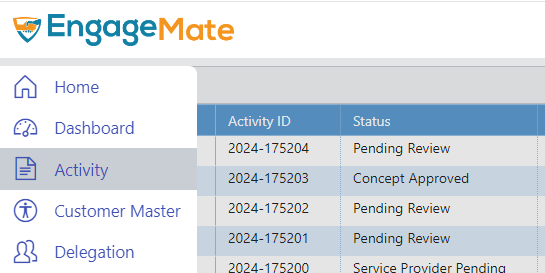 EngageMate
Home
Dashboard
Activity
Customer Master
Delegation
Activity ID Status
2024-175204 Pending Review
2024-175203 Concept Approved
2024-175202 Pending Review
2024-175201 Pending Review
2024-175200 Service Provider Pending